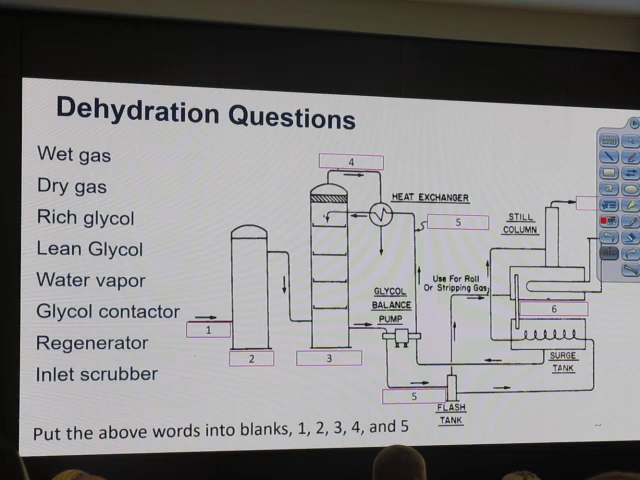 Dehydration Questions
Wet gas
Dry gas
Rich glycol
Lean Glycol
Water vapor
Glycol contactor
Regenerator
Inlet scrubber
4
HEAT EXCHANGER
5
STILL
COLUMN
Use For Roll
Or Stripping Gas
GLYCOL
BALANCE
PUMP
6
1
2
3
SURGE
TANK
5
FLASH
TANK
Put the above words into blanks, 1, 2, 3, 4, and 5